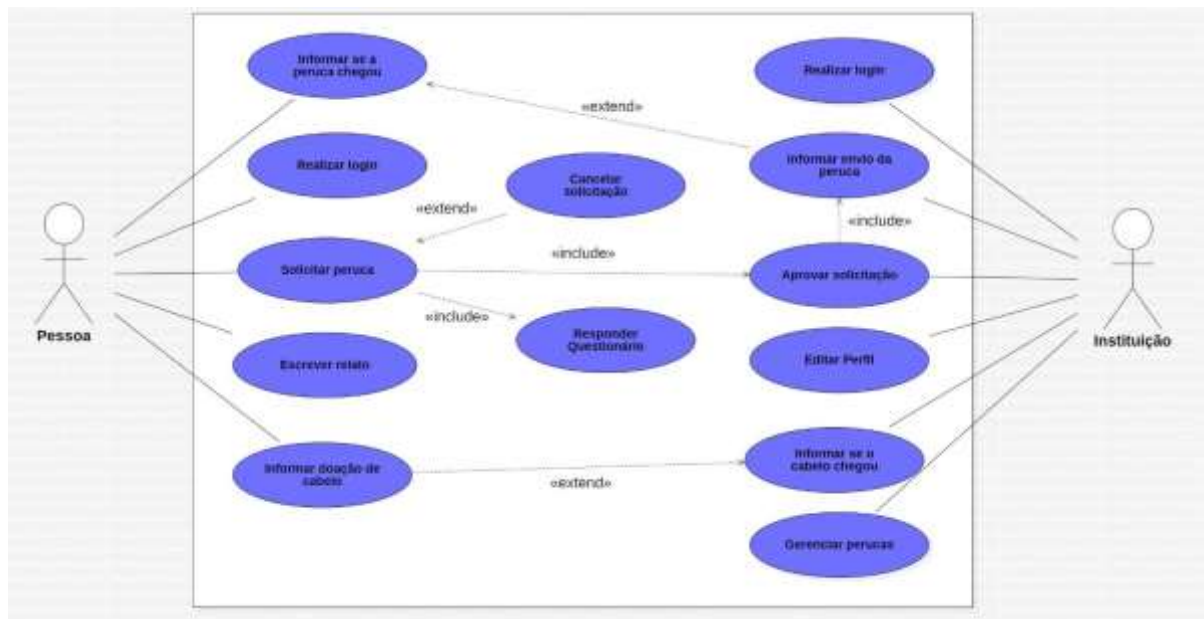 Informar se a
peruca chegou
Realizar login
«extend»
Realizar login
Cancelar
solicitação
Informar envio da
peruca
«extend»
«include»
Solicitar peruca
«include»
Aprovar solicitação
«include»
Responder
Questionário
Pessoa
Instituição
Escrever relato
Editar Perfil
Informar doação de
cabelo
«extend»
Informar se o
cabelo chegou
Gerenciar perucas